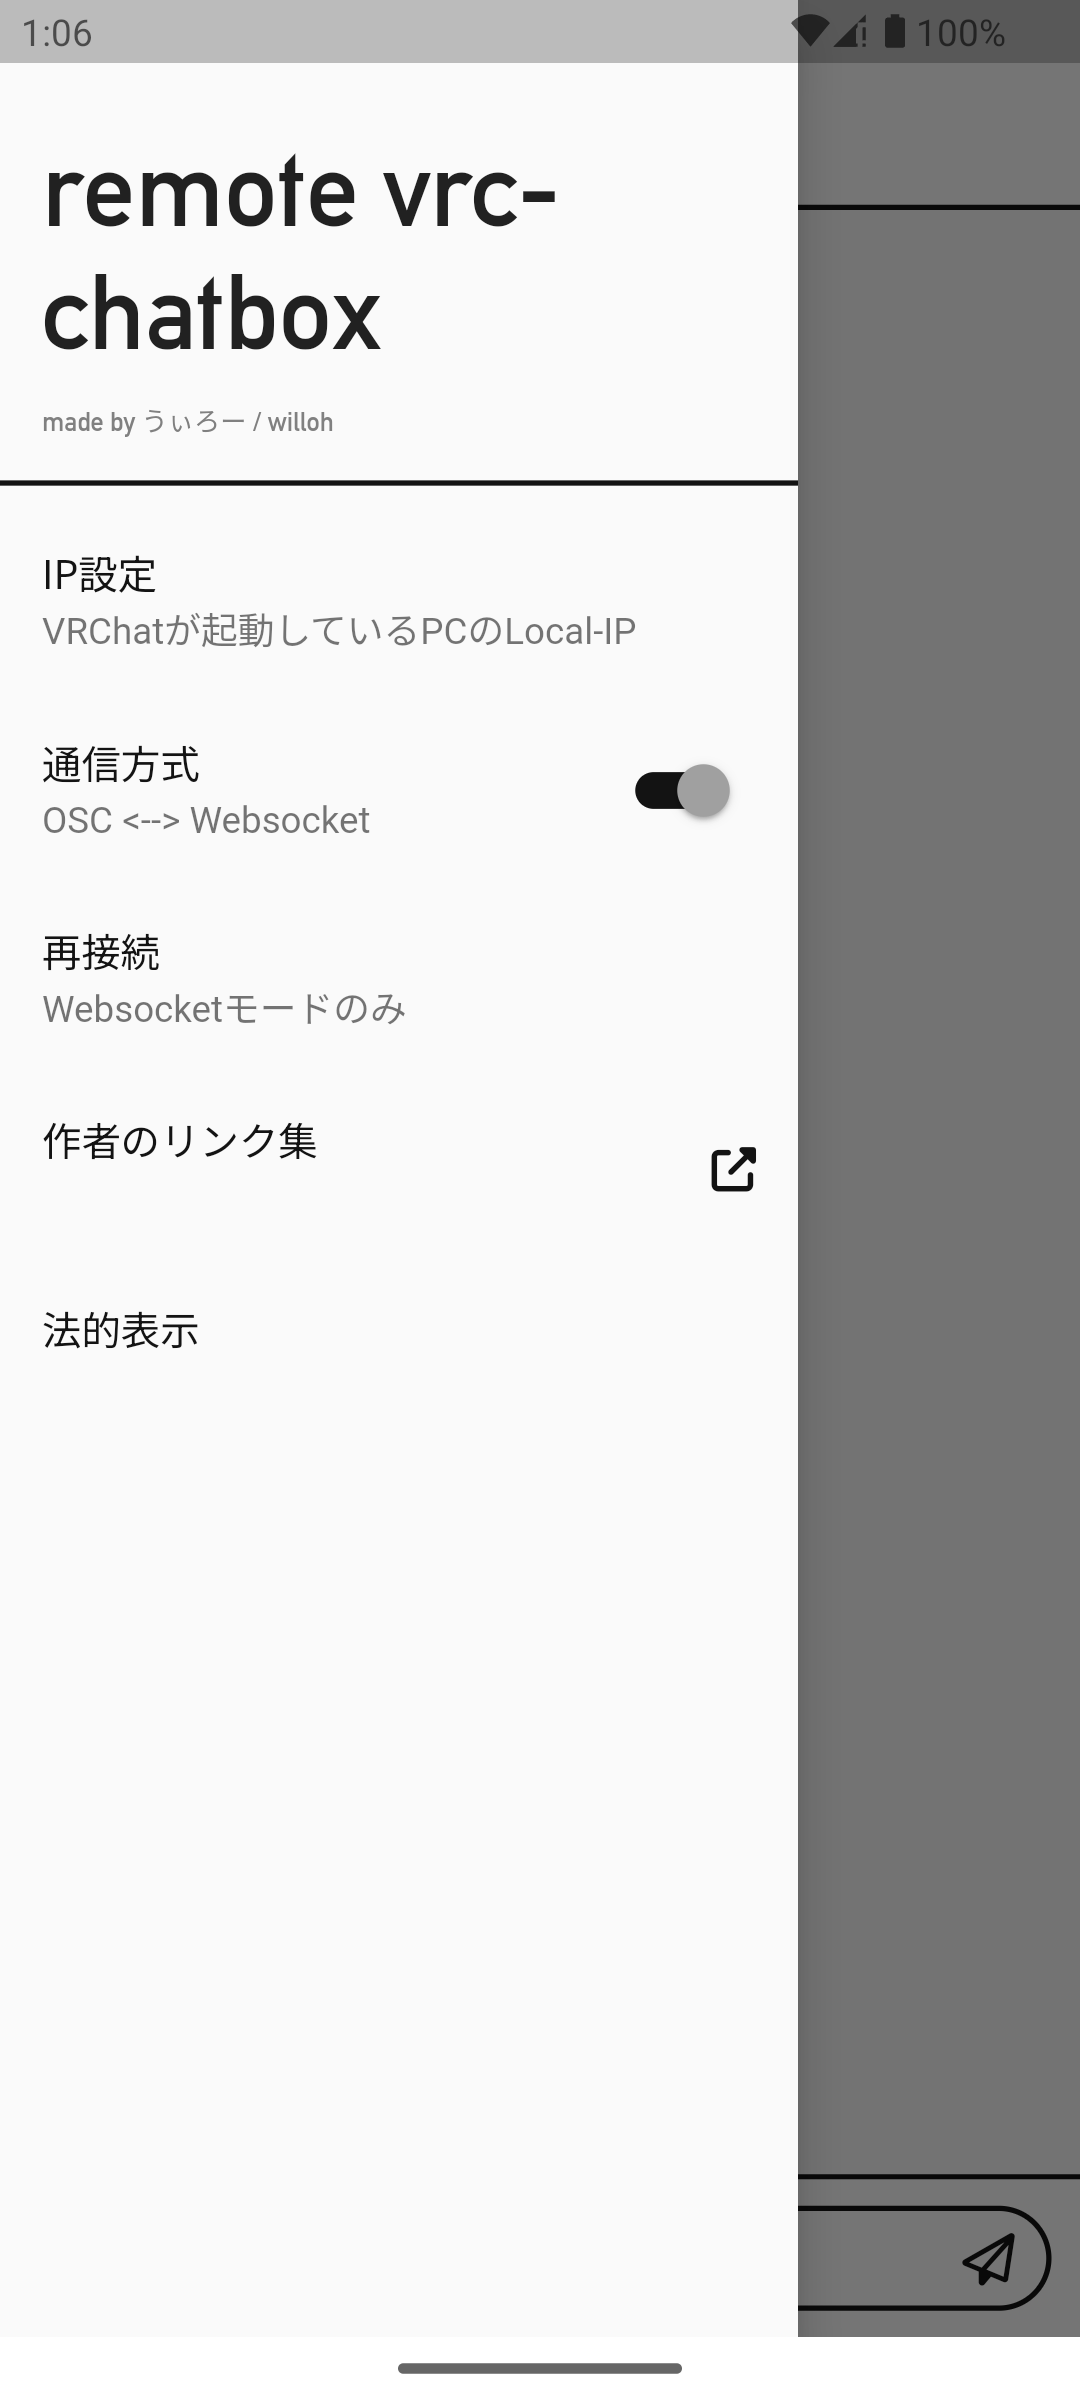 1:06
100%
remote vrc-
chatbox
made by うぃろー / willoh
IP設定
VRChatが起動しているPCのLocal-IP
通信方式
OSC <--> Websocket
再接続
Websocketモードのみ
作者のリンク集
法的表示